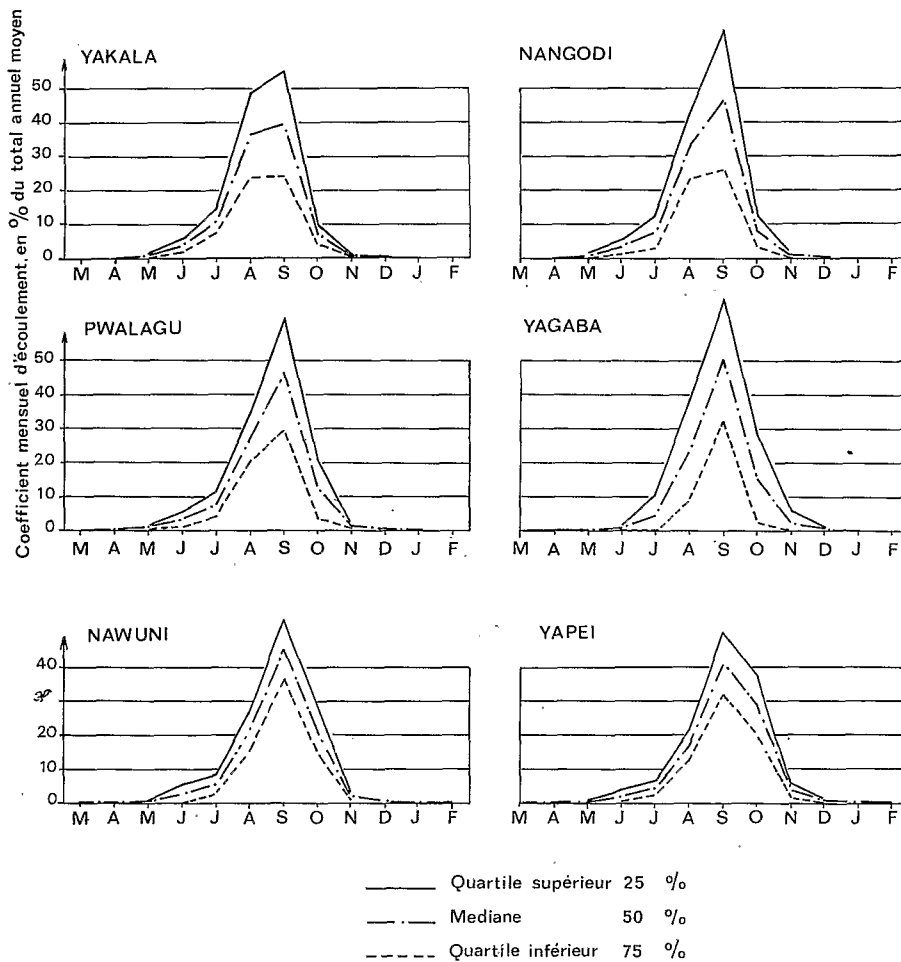 Coefficient mensuel d'écoulement. en % du total annuel moyen
YAKALA
50
40
30
20
10
0
M A M J J A S O N D J F
NANGODI
M A M J J A S O N D J F
PWALAGU
50
40
30
20
10
0
M A M J J A S O N D J F
YAGABA
M A M J J A S O N D J F
NAWUNI
40
%
20
10
0
M A M J J A S O N D J F
YAPEI
M A M J J A S O N D J F
Quartile supérieur 25 %
Mediane 50 %
Quartile inférieur 75 %